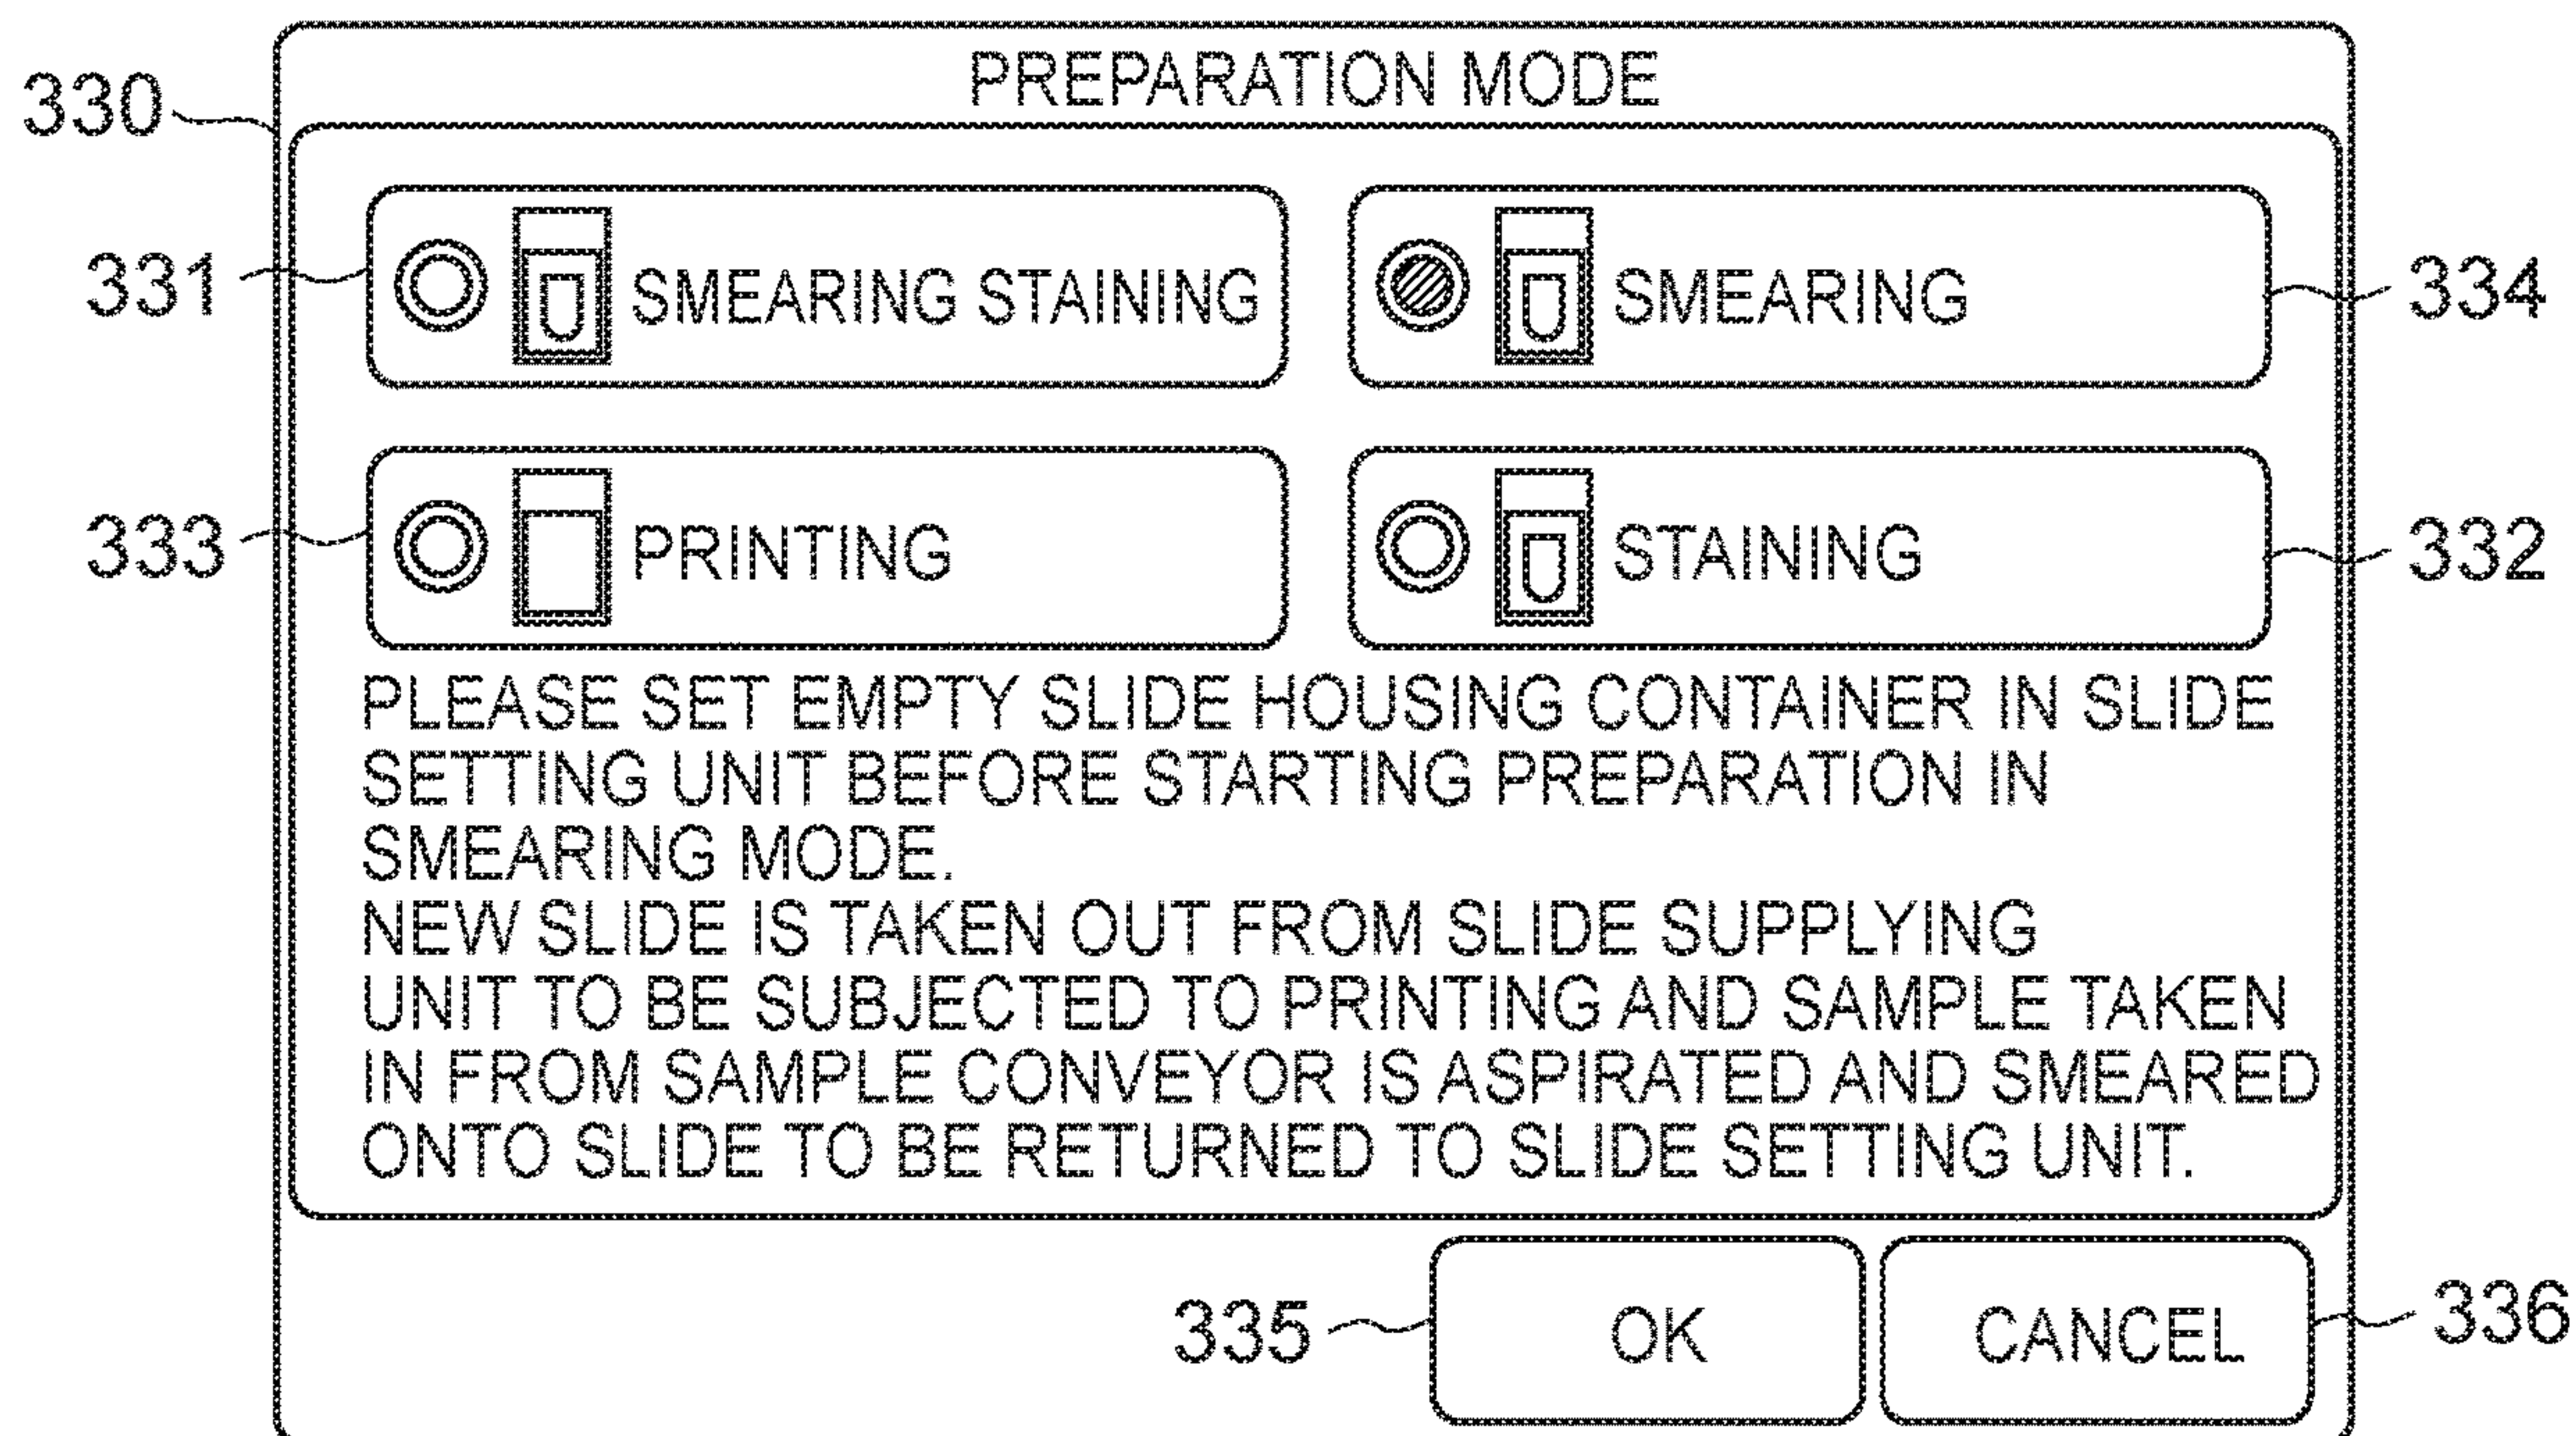 PREPARATION MODE
330
331
SMEARING STAINING
SMEARING
334
333
PRINTING
STAINING
332
PLEASE SET EMPTY SLIDE HOUSING CONTAINER IN SLIDE
SETTING UNIT BEFORE STARTING PREPARATION IN
SMEARING MODE.
NEW SLIDE IS TAKEN OUT FROM SLIDE SUPPLYING
UNIT TO BE SUBJECTED TO PRINTING AND SAMPLE TAKEN
IN FROM SAMPLE CONVEYOR IS ASPIRATED AND SMEARED
ONTO SLIDE TO BE RETURNED TO SLIDE SETTING UNIT.
335
OK
CANCEL
336